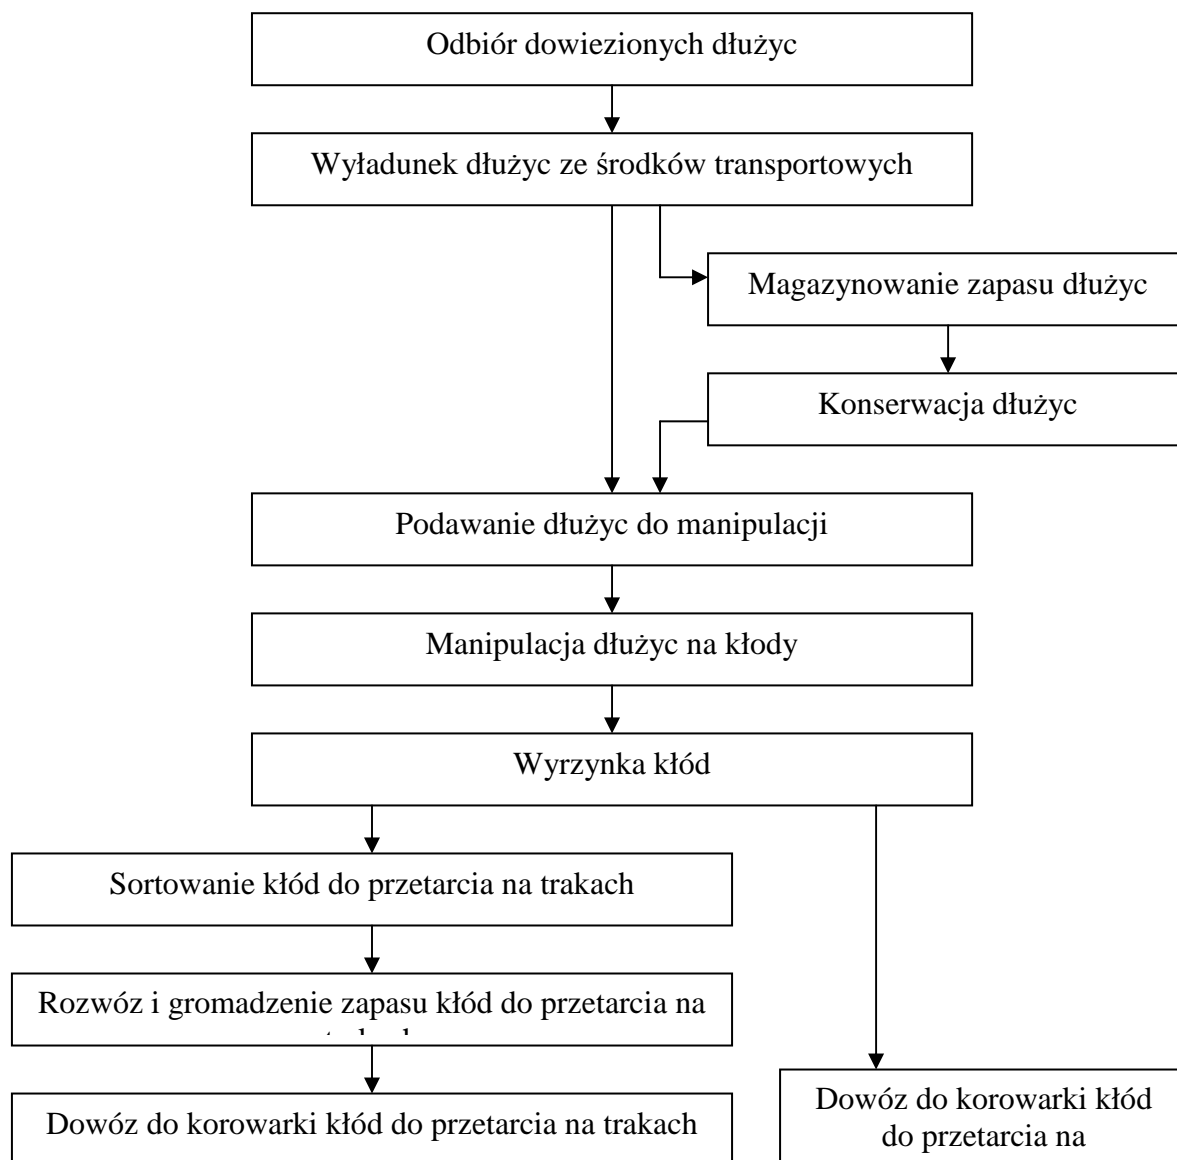 Odbiór dowiezionych dłużyc
Wyładunek dłużyc ze środków transportowych
Magazynowanie zapasu dłużyc
Konserwacja dłużyc
Podawanie dłużyc do manipulacji
Manipulacja dłużyc na kłody
Wyrzynka kłód
Sortowanie kłód do przetarcia na trakach
Rozwóz i gromadzenie zapasu kłód do przetarcia na
Dowóz do korowarki kłód do przetarcia na trakach
Dowóz do korowarki kłód
do przetarcia na